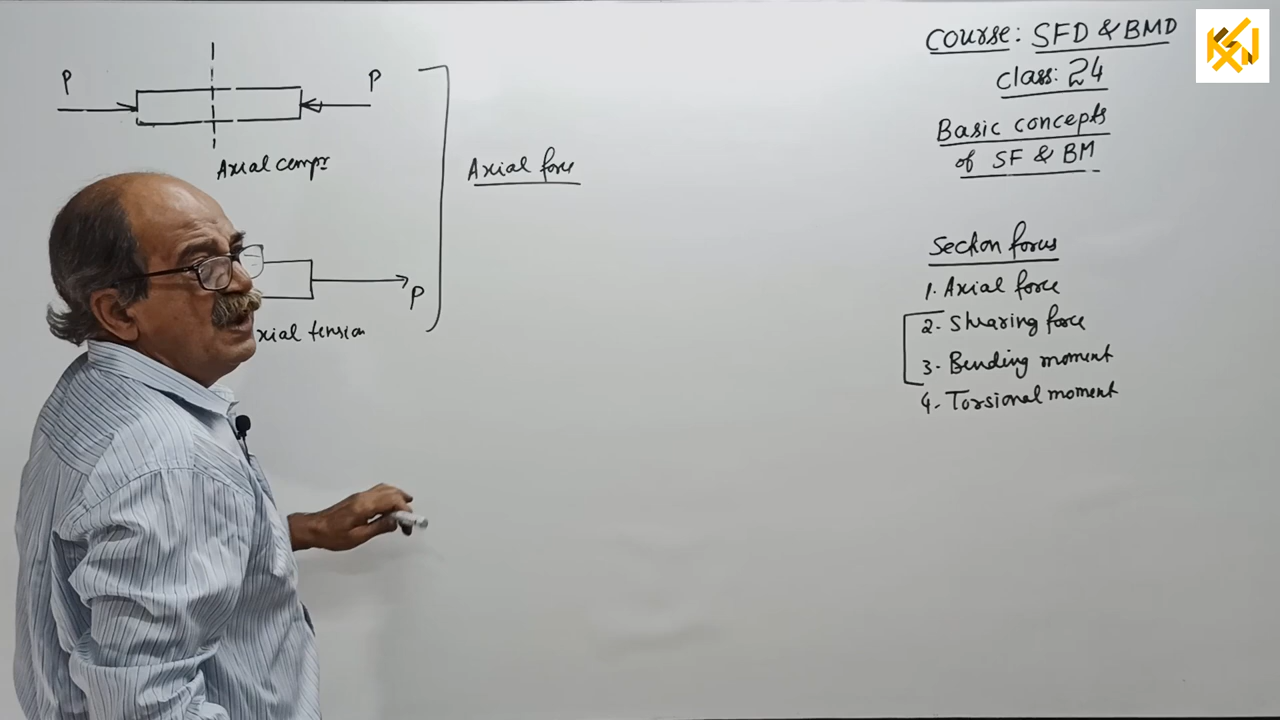 P
P
Axial compr
Axial force
P
xial tension
Course: SFD & BMD
Class: 24
Basic concepts
of SF & BM
Section forces
1. Axial force
2. Shearing force
3. Bending moment
4. Torsional moment